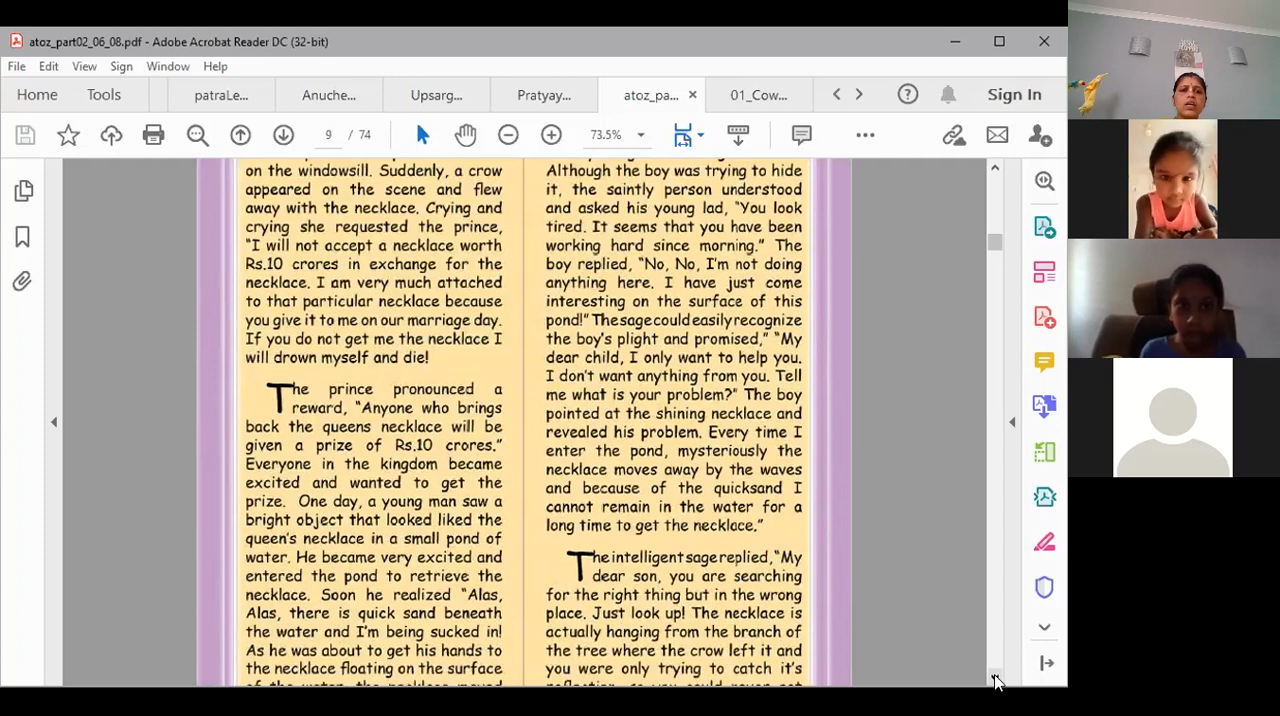 atoz_part02_06_08.pdf - Adobe Acrobat Reader DC (32-bit)
File Edit View Sign Window Help
Home Tools patraLe... Anuche... Upsarg... Pratyay... atoz_pa... 01_Cow... Sign In
9 / 74 73.5%
on the windowsill. Suddenly, a crow
appeared on the scene and flew
away with the necklace. Crying and
crying she requested the prince,
“I will not accept a necklace worth
Rs.10 crores in exchange for the
necklace. I am very much attached
to that particular necklace because
you give it to me on our marriage day.
If you do not get me the necklace I
will drown myself and die!
The prince pronounced a
reward, “Anyone who brings
back the queens necklace will be
given a prize of Rs.10 crores.”
Everyone in the kingdom became
excited and wanted to get the
prize. One day, a young man saw a
bright object that looked liked the
queen's necklace in a small pond of
water. He became very excited and
entered the pond to retrieve the
necklace. Soon he realized “Alas,
Alas, there is quick sand beneath
the water and I'm being sucked in!
As he was about to get his hands to
the necklace floating on the surface
of the water, the necklace moved
Although the boy was trying to hide
it, the saintly person understood
and asked his young lad, “You look
tired. It seems that you have been
working hard since morning.” The
boy replied, “No, No, I'm not doing
anything here. I have just come
interesting on the surface of this
pond!” The sage could easily recognize
the boy's plight and promised,” “My
dear child, I only want to help you.
I don't want anything from you. Tell
me what is your problem?” The boy
pointed at the shining necklace and
revealed his problem. Every time I
enter the pond, mysteriously the
necklace moves away by the waves
and because of the quicksand I
cannot remain in the water for a
long time to get the necklace.”
The intelligent sage replied, “My
dear son, you are searching
for the right thing but in the wrong
place. Just look up! The necklace is
actually hanging from the branch of
the tree where the crow left it and
you were only trying to catch it's